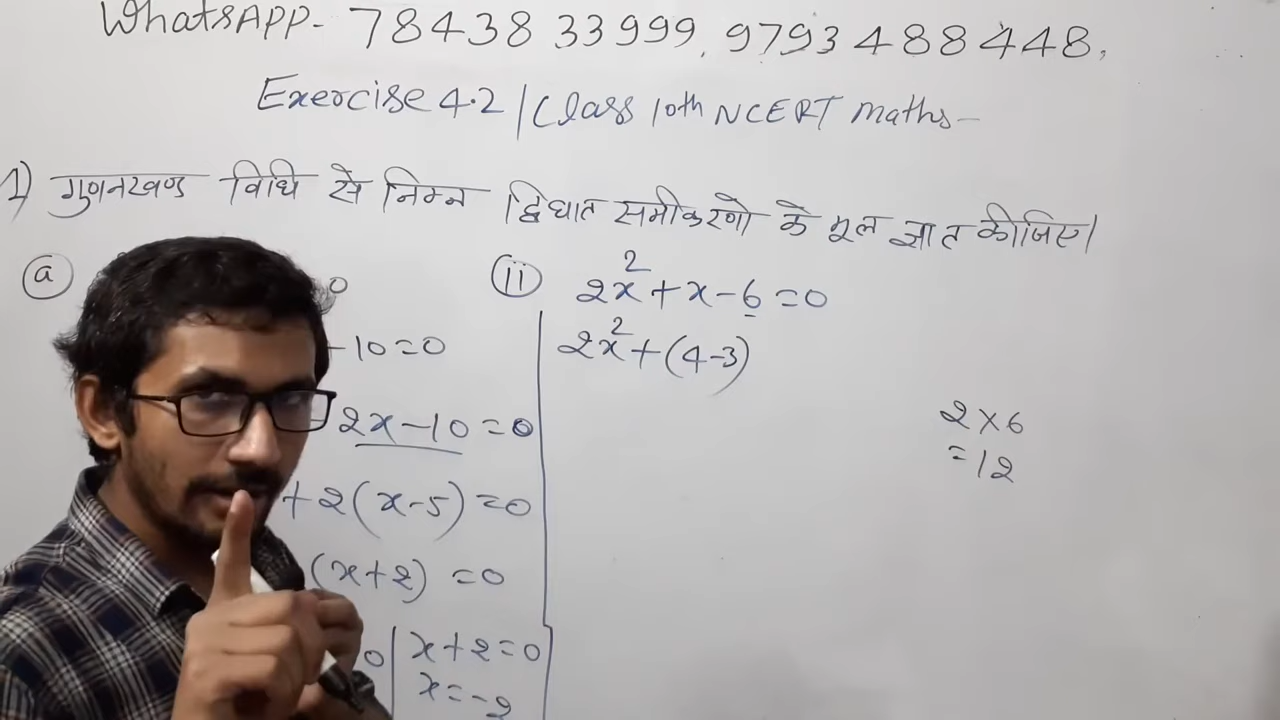 WhatsAPP- 78438 33999, 9793 488448,
Exercise 4.2 | Class 10th NCERT maths-
1) गुणनखण्ड विधि से निम्न द्विघात समीकरणो के मूल ज्ञात कीजिए।
a 0
-10=0
2x-10=0
+2(x-5)=0
(x+2) =0
0 | x+2=0
x=-2
ii 2x²+x-6=0
2x²+(4-3)
2×6
=12